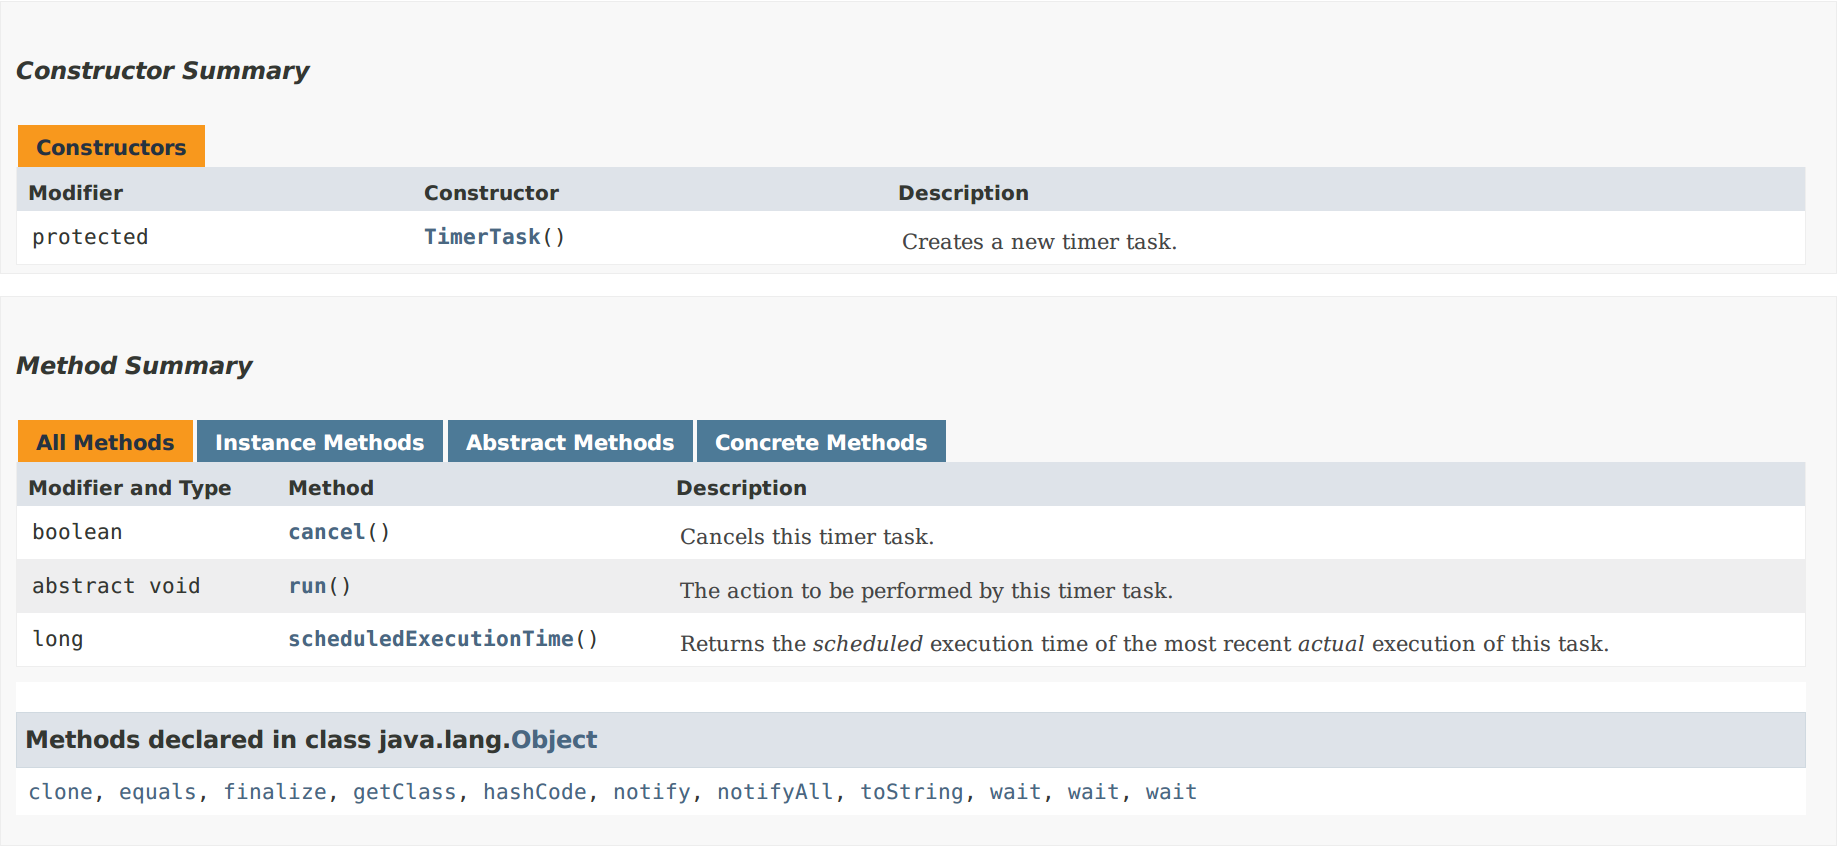 Constructor Summary
Constructors
Modifier Constructor Description
protected TimerTask() Creates a new timer task.
Method Summary
All Methods Instance Methods Abstract Methods Concrete Methods
Modifier and Type Method Description
boolean cancel() Cancels this timer task.
abstract void run() The action to be performed by this timer task.
long scheduledExecutionTime() Returns the scheduled execution time of the most recent actual execution of this task.
Methods declared in class java.lang.Object
clone, equals, finalize, getClass, hashCode, notify, notifyAll, toString, wait, wait, wait